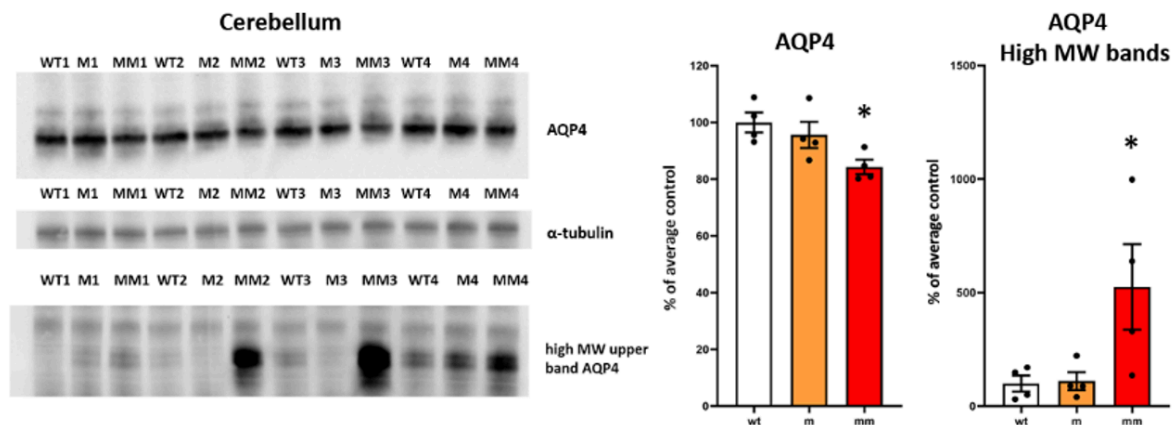 Cerebellum
WT1 M1 MM1 WT2 M2 MM2 WT3 M3 MM3 WT4 M4 MM4
AQP4
WT1 M1 MM1 WT2 M2 MM2 WT3 M3 MM3 WT4 M4 MM4
α-tubulin
WT1 M1 MM1 WT2 M2 MM2 WT3 M3 MM3 WT4 M4 MM4
high MW upper
band AQP4
AQP4
% of average control
120
100
80
60
40
20
0
*
wt m mm
AQP4
High MW bands
% of average control
1500
1000
500
0
*
wt m mm